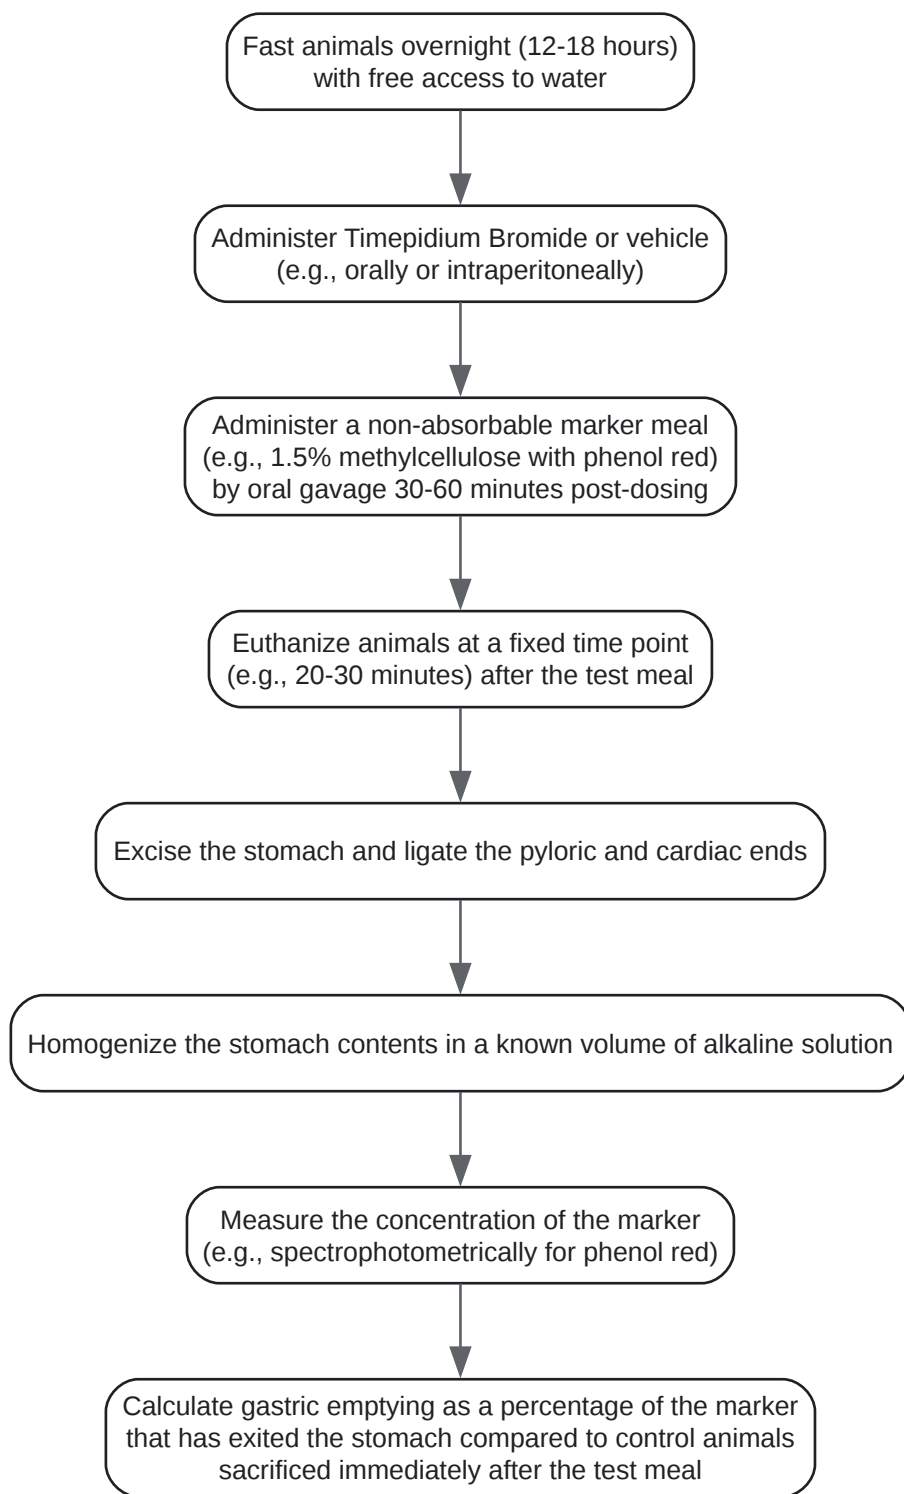 Fast animals overnight (12-18 hours)
with free access to water
Administer Timepidium Bromide or vehicle
(e.g., orally or intraperitoneally)
Administer a non-absorbable marker meal
(e.g., 1.5% methylcellulose with phenol red)
by oral gavage 30-60 minutes post-dosing
Euthanize animals at a fixed time point
(e.g., 20-30 minutes) after the test meal
Excise the stomach and ligate the pyloric and cardiac ends
Homogenize the stomach contents in a known volume of alkaline solution
Measure the concentration of the marker
(e.g., spectrophotometrically for phenol red)
Calculate gastric emptying as a percentage of the marker
that has exited the stomach compared to control animals
sacrificed immediately after the test meal